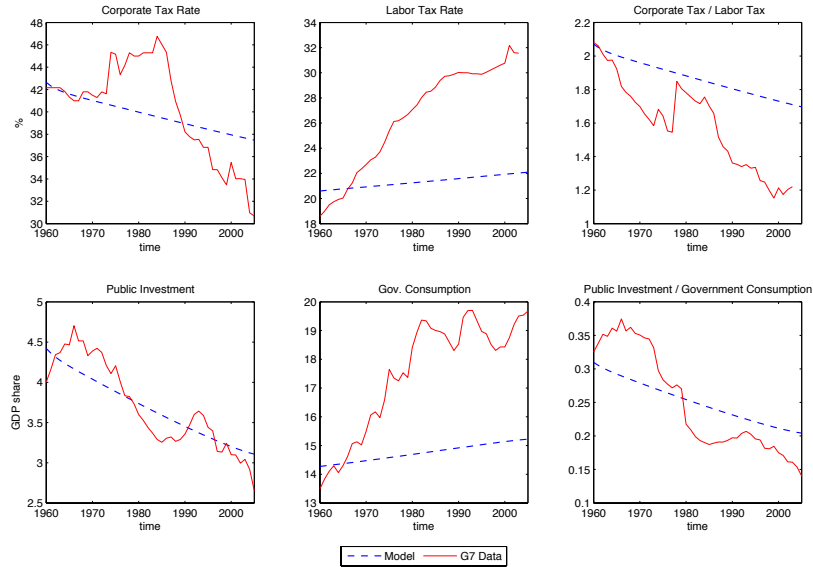 Corporate Tax Rate
Labor Tax Rate
Corporate Tax / Labor Tax
48
46
44
42
40
38
36
34
32
30
%
1960 1970 1980 1990 2000
time
34
32
30
28
26
24
22
20
18
1960 1970 1980 1990 2000
time
2.2
2
1.8
1.6
1.4
1.2
1
1960 1970 1980 1990 2000
time
Public Investment
Gov. Consumption
Public Investment / Government Consumption
5
4.5
4
3.5
3
2.5
GDP share
1960 1970 1980 1990 2000
time
20
19
18
17
16
15
14
13
1960 1970 1980 1990 2000
time
0.4
0.35
0.3
0.25
0.2
0.15
0.1
1960 1970 1980 1990 2000
time
Model G7 Data